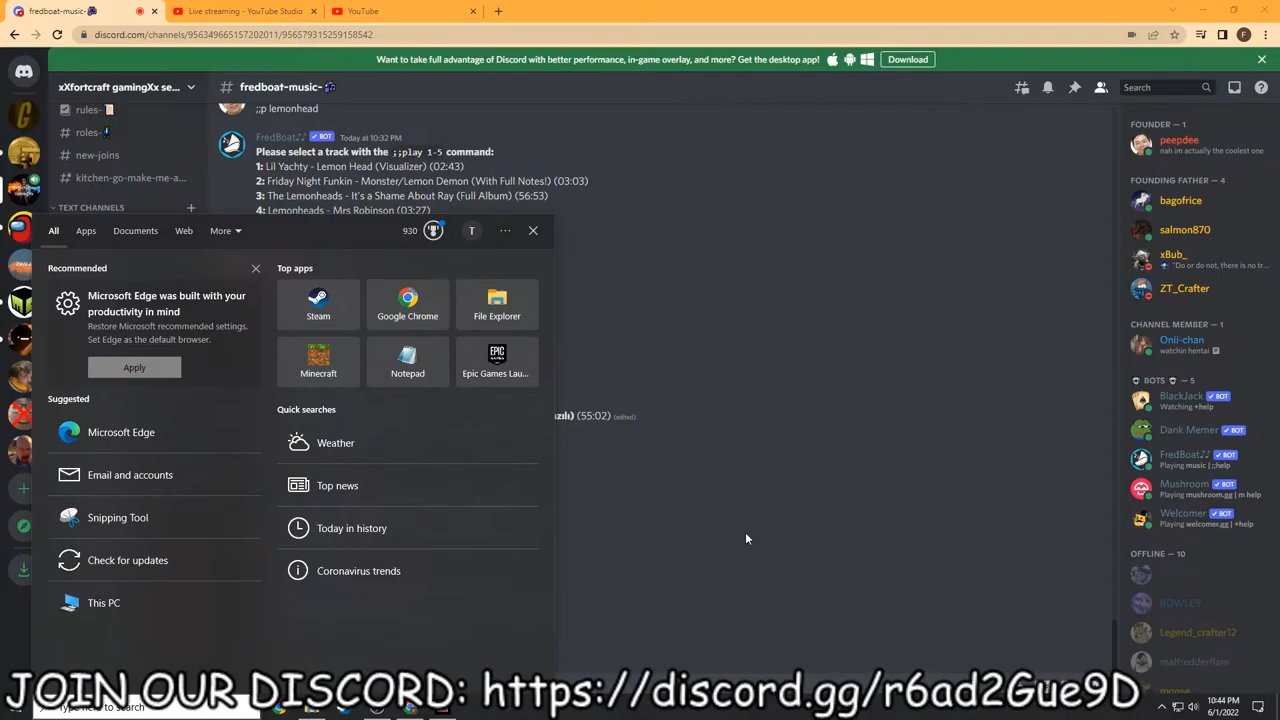 fredboat-music-
Live streaming - YouTube Studio
YouTube
discord.com/channels/956349665157202011/956579315259158542
F
Want to take full advantage of Discord with better performance, in-game overlay, and more? Get the desktop app!
Download
xXfortcraft gamingXx se...
# fredboat-music-
Search
rules-
# roles-
# new-joins
# kitchen-go-make-me-a...
TEXT CHANNELS
;;p lemonhead
FredBoat♪♪ ✓ BOT Today at 10:32 PM
Please select a track with the ;;play 1-5 command:
1: Lil Yachty - Lemon Head (Visualizer) (02:43)
2: Friday Night Funkin - Monster/Lemon Demon (With Full Notes!) (03:03)
3: The Lemonheads - It's a Shame About Ray (Full Album) (56:53)
4: Lemonheads - Mrs Robinson (03:27)
(55:02) (edited)
All
Apps
Documents
Web
More
930
T
...
Recommended
Microsoft Edge was built with your
productivity in mind
Restore Microsoft recommended settings.
Set Edge as the default browser.
Apply
Suggested
Microsoft Edge
Email and accounts
Snipping Tool
Check for updates
This PC
Top apps
Steam
Google Chrome
File Explorer
Minecraft
Notepad
EPIC GAMES
Epic Games Lau...
Quick searches
Weather
Top news
Today in history
Coronavirus trends
FOUNDER — 1
peepdee
nah im actually the coolest one
FOUNDING FATHER — 4
bagofrice
salmon870
xBub_
"Do or do not, there is no tr...
ZT_Crafter
CHANNEL MEMBER — 1
Onii-chan
watchin hentai
BOTS — 5
BlackJack ✓ BOT
Watching +help
Dank Memer ✓ BOT
FredBoat♪♪ ✓ BOT
Playing music | ;;help
Mushroom ✓ BOT
Playing mushroom.gg | m help
Welcomer ✓ BOT
Playing welcomer.gg | +help
OFFLINE — 10
BOWLEY
Legend_crafter12
mattredderflam
moose
JOIN OUR DISCORD: https://discord.gg/r6ad2Gue9D
Type here to search
10:44 PM
6/1/2022